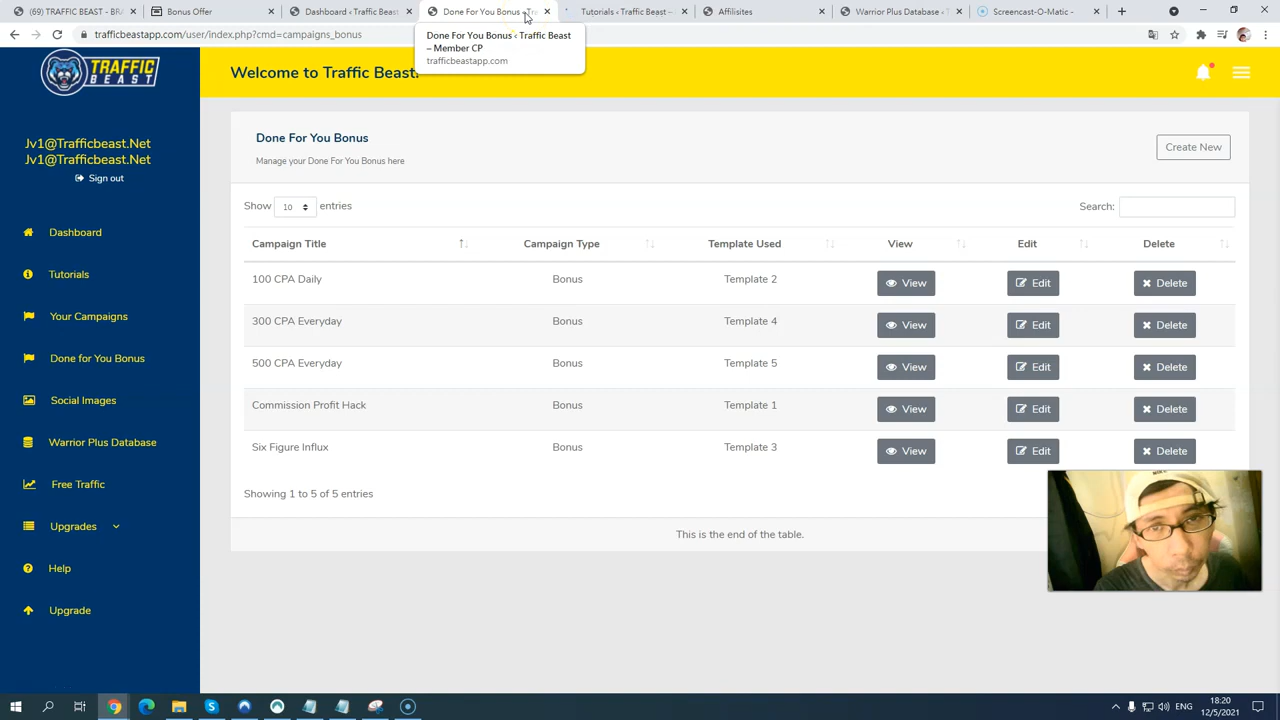 (69) TRAFFIC BEAST - BRA
Bonus Offer
Dashboard ‹ Traffic Beast
Done For You Bonus ‹ Tra
Tutorials ‹ Traffic Beast –
Affilisites
Warrior Plus Database ‹ T
Screencast-O-Matic -
trafficbeastapp.com/user/index.php?cmd=campaigns_bonus
Done For You Bonus ‹ Traffic Beast
– Member CP
trafficbeastapp.com
TRAFFIC
BEAST
Welcome to Traffic Beast!
Jv1@Trafficbeast.Net
Jv1@Trafficbeast.Net
Sign out
Dashboard
Tutorials
Your Campaigns
Done for You Bonus
Social Images
Warrior Plus Database
Free Traffic
Upgrades
Help
Upgrade
Done For You Bonus
Manage your Done For You Bonus here
Create New
Show 10 entries
Search:
Campaign Title Campaign Type Template Used View Edit Delete
100 CPA Daily Bonus Template 2 View Edit Delete
300 CPA Everyday Bonus Template 4 View Edit Delete
500 CPA Everyday Bonus Template 5 View Edit Delete
Commission Profit Hack Bonus Template 1 View Edit Delete
Six Figure Influx Bonus Template 3 View Edit Delete
Showing 1 to 5 of 5 entries
This is the end of the table.
ENG
18:20
12/5/2021